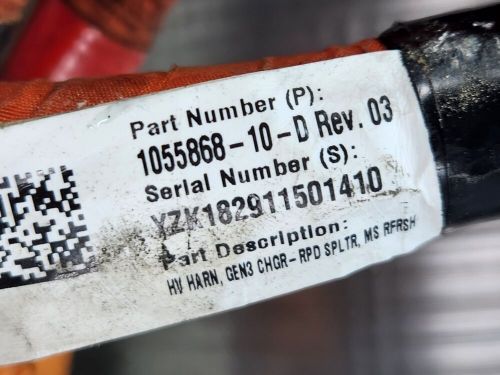 Part Number (P):
1055868-10-D Rev. 03
Serial Number (S):
YZK182911501410
Part Description:
HV HARN, GEN3 CHGR-RPD SPLTR, MS RFRSH